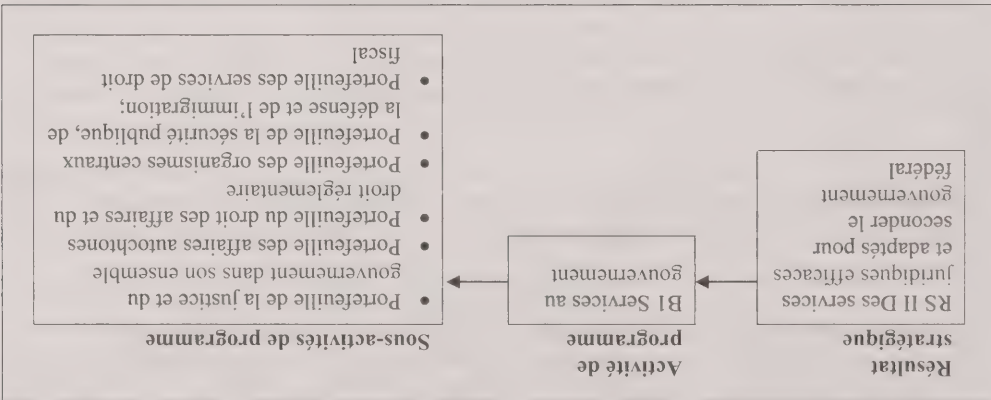 Résultat
stratégique
RS II Des services
juridiques efficaces
et adaptés pour
seconder le
gouvernement
fédéral
Activité de
programme
B1 Services au
gouvernement
Sous-activités de programme
• Portefeuille de la justice et du
gouvernement dans son ensemble
• Portefeuille des affaires autochtones
• Portefeuille du droit des affaires et du
droit réglementaire
• Portefeuille des organismes centraux
• Portefeuille de la sécurité publique, de
la défense et de l'immigration;
• Portefeuille des services de droit
fiscal